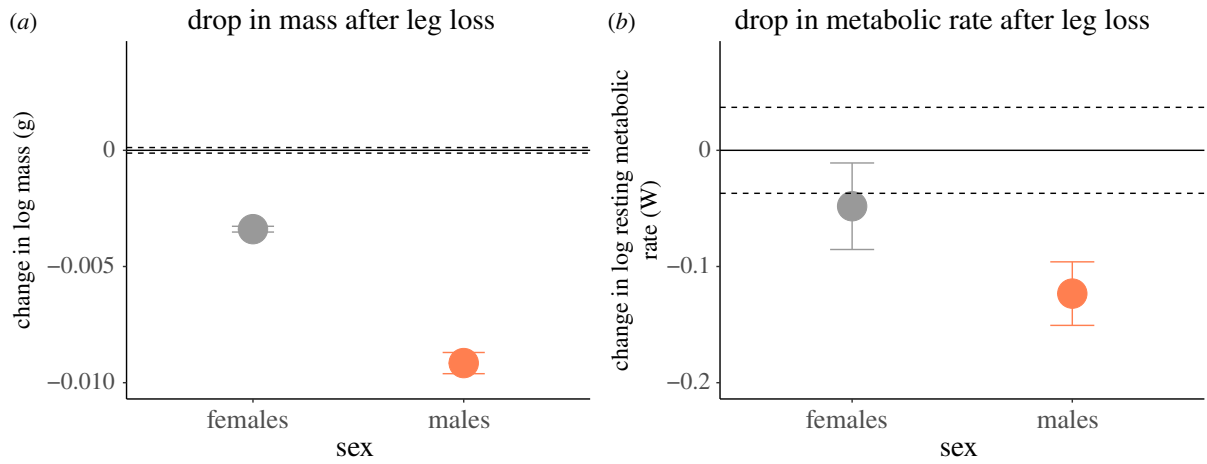 (a)
drop in mass after leg loss
change in log mass (g)
0
−0.005
−0.010
females
males
sex
(b)
drop in metabolic rate after leg loss
change in log resting metabolic
rate (W)
0
−0.1
−0.2
females
males
sex